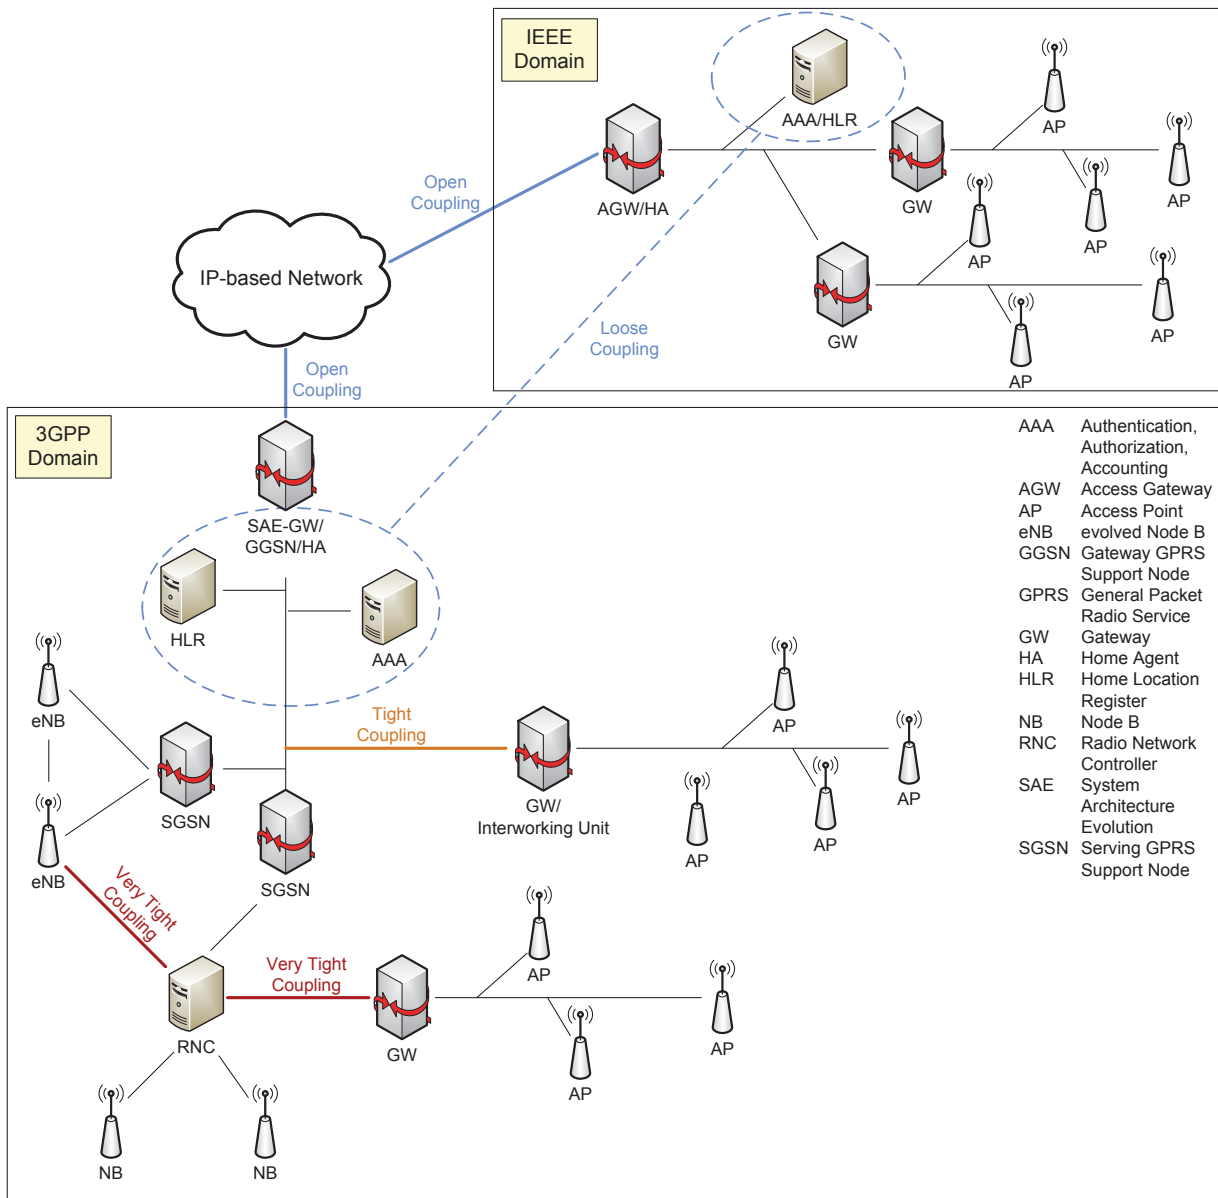 IEEE
Domain
AAA/HLR
AP
AP
AGW/HA
GW
AP
AP
Open
Coupling
IP-based Network
GW
AP
AP
Loose
Coupling
Open
Coupling
3GPP
Domain
SAE-GW/
GGSN/HA
HLR
AAA
eNB
Tight
Coupling
AP
SGSN
GW/
Interworking Unit
AP
AP
AP
eNB
SGSN
Very Tight
Coupling
Very Tight
Coupling
AP
RNC
GW
AP
AP
NB
NB
AAA Authentication,
Authorization,
Accounting
AGW Access Gateway
AP Access Point
eNB evolved Node B
GGSN Gateway GPRS
Support Node
GPRS General Packet
Radio Service
GW Gateway
HA Home Agent
HLR Home Location
Register
NB Node B
RNC Radio Network
Controller
SAE System
Architecture
Evolution
SGSN Serving GPRS
Support Node